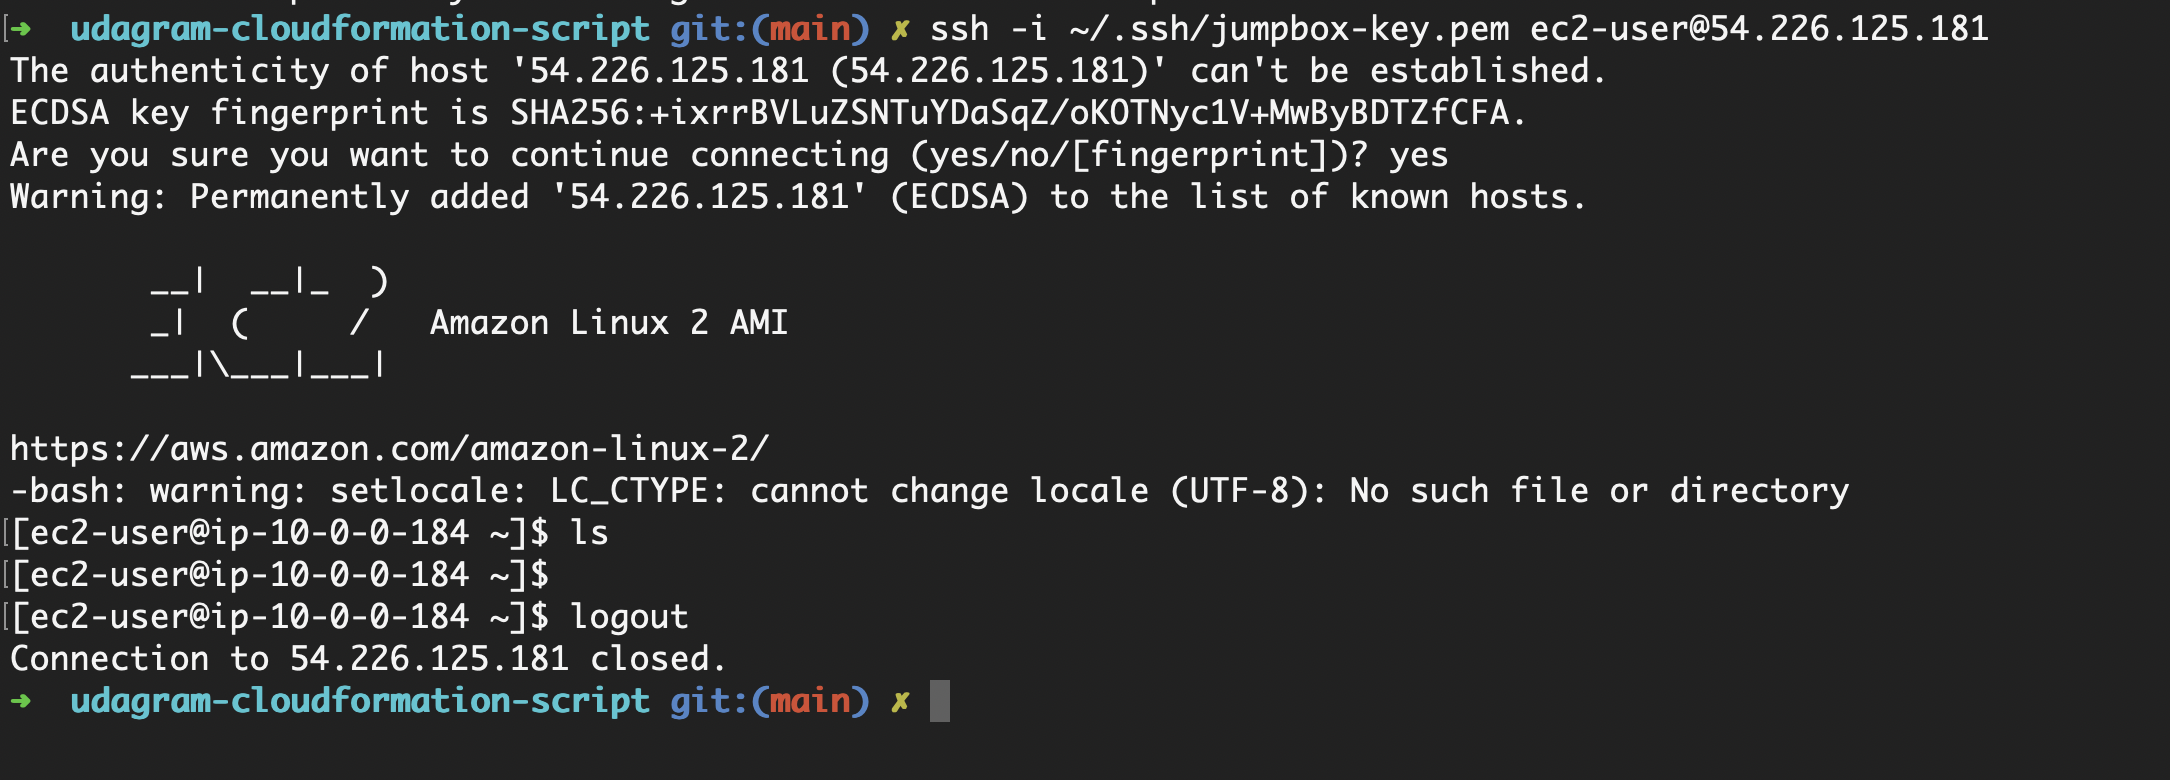 ➜  udagram-cloudformation-script git:(main) ✗ ssh -i ~/.ssh/jumpbox-key.pem ec2-user@54.226.125.181
The authenticity of host '54.226.125.181 (54.226.125.181)' can't be established.
ECDSA key fingerprint is SHA256:+ixrrBVLuZSNTuYDaSqZ/oKOTNyc1V+MwByBDTZfCFA.
Are you sure you want to continue connecting (yes/no/[fingerprint])? yes
Warning: Permanently added '54.226.125.181' (ECDSA) to the list of known hosts.

       __|  __|_  )
       _|  (     /   Amazon Linux 2 AMI
      ___|\___|___|

https://aws.amazon.com/amazon-linux-2/
-bash: warning: setlocale: LC_CTYPE: cannot change locale (UTF-8): No such file or directory
[ec2-user@ip-10-0-0-184 ~]$ ls
[ec2-user@ip-10-0-0-184 ~]$
[ec2-user@ip-10-0-0-184 ~]$ logout
Connection to 54.226.125.181 closed.
➜  udagram-cloudformation-script git:(main) ✗